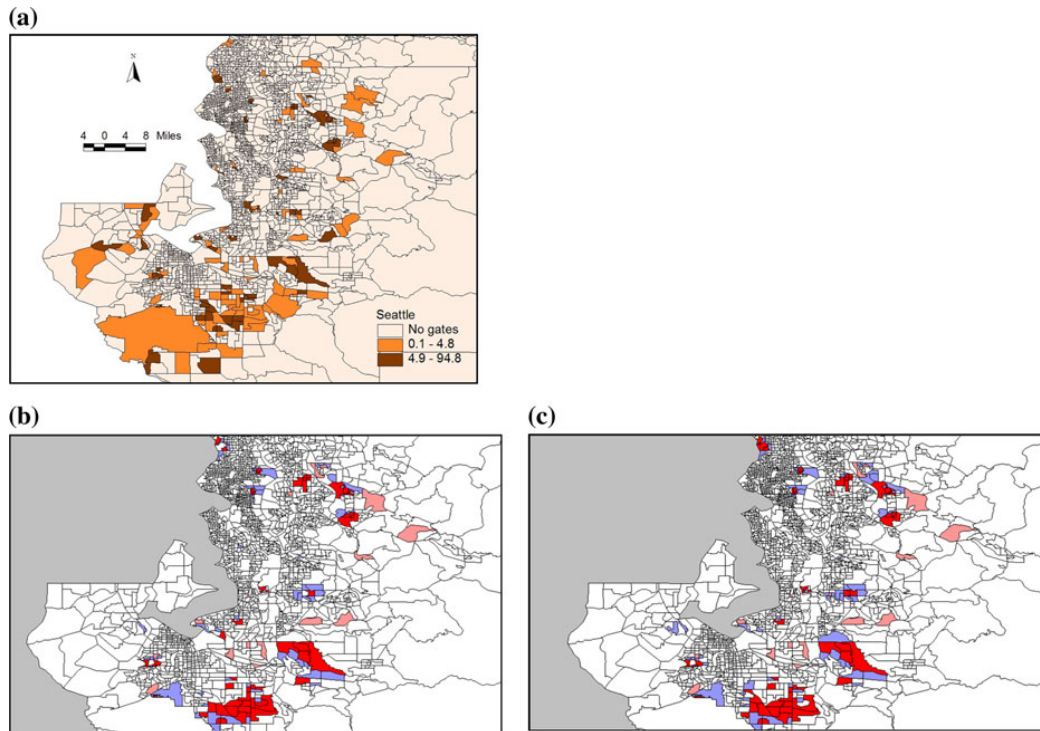 (a)
N
4 0 4 8 Miles
Seattle
No gates
0.1 - 4.8
4.9 - 94.8
(b)
(c)